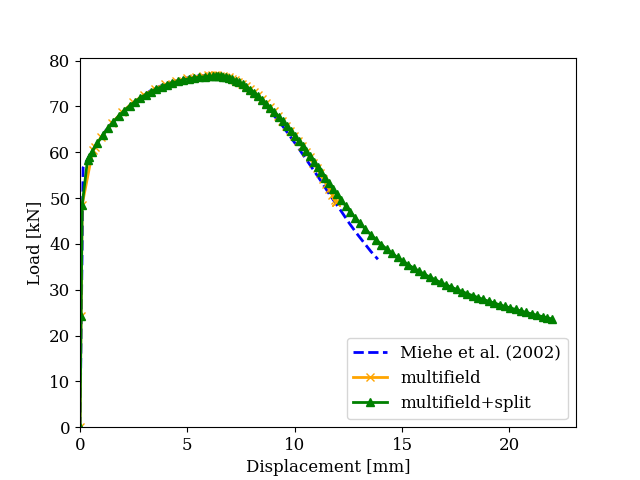 80
70
60
50
40
30
20
10
0
Load [kN]
0
5
10
15
20
Displacement [mm]
Miehe et al. (2002)
multifield
multifield+split